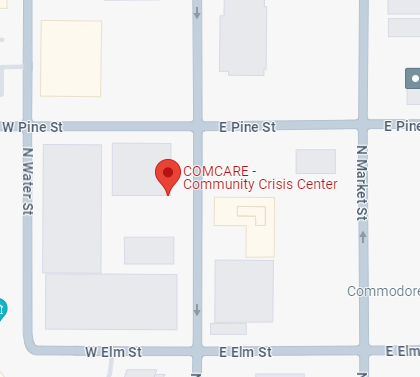 W Pine St
E Pine St
E Pine
N Water St
COMCARE -
Community Crisis Center
N Market St
Commodore
W Elm St
E Elm St
E Elm
N
N